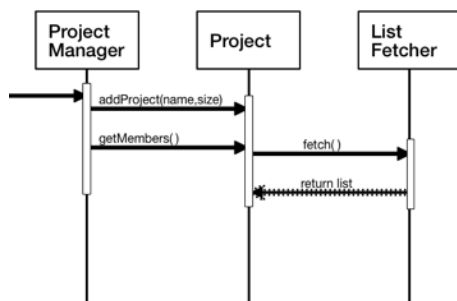 Project
Manager
Project
List
Fetcher
addProject(name,size)
getMembers()
fetch()
return list